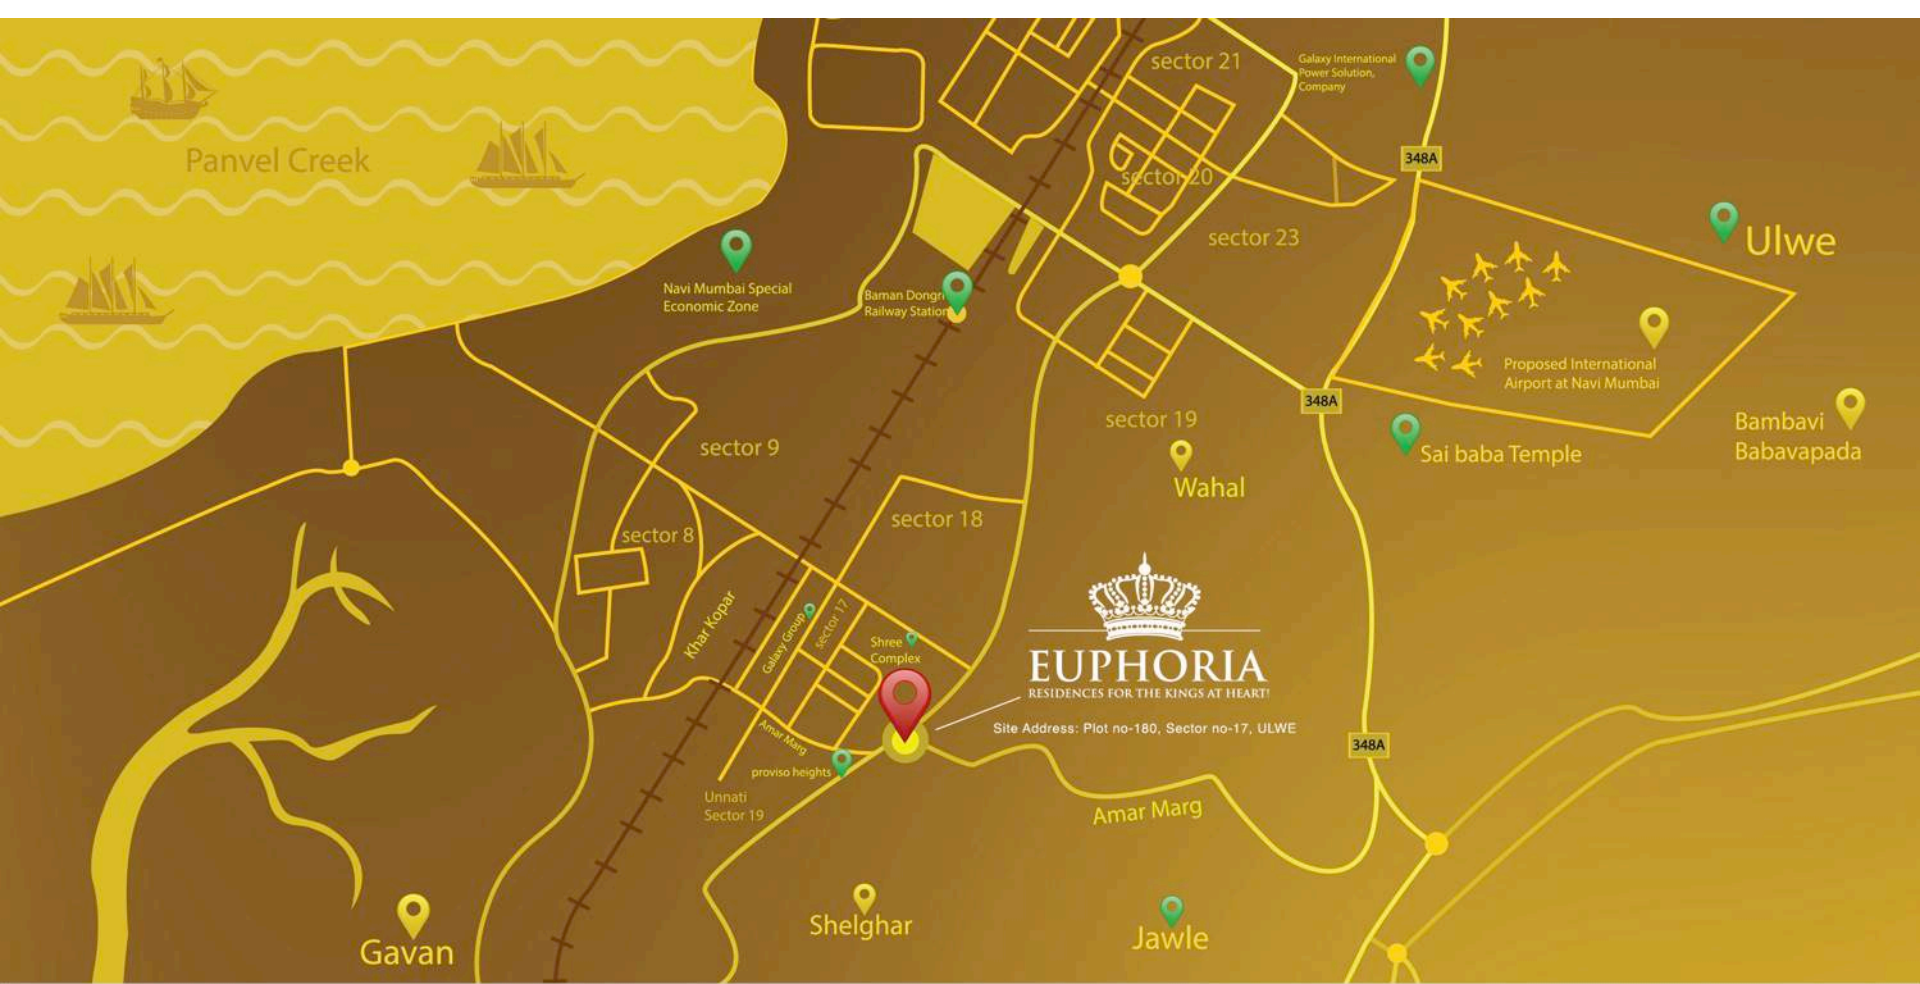 sector 21
Galaxy International
Power Solution,
Company
Panvel Creek
348A
sector 20
sector 23
Ulwe
Navi Mumbai Special
Economic Zone
Baman Dongri
Railway Station
Proposed International
Airport at Navi Mumbai
348A
sector 19
Bambavi
Babavapada
sector 9
Sai baba Temple
Wahal
sector 18
sector 8
Khar Kopar
Galaxy Group
sector 17
Shree
Complex
EUPHORIA
RESIDENCES FOR THE KINGS AT HEART!
Site Address: Plot no-180, Sector no-17, ULWE
Amar Marg
348A
proviso heights
Unnati
Sector 19
Amar Marg
Shelghar
Jawle
Gavan